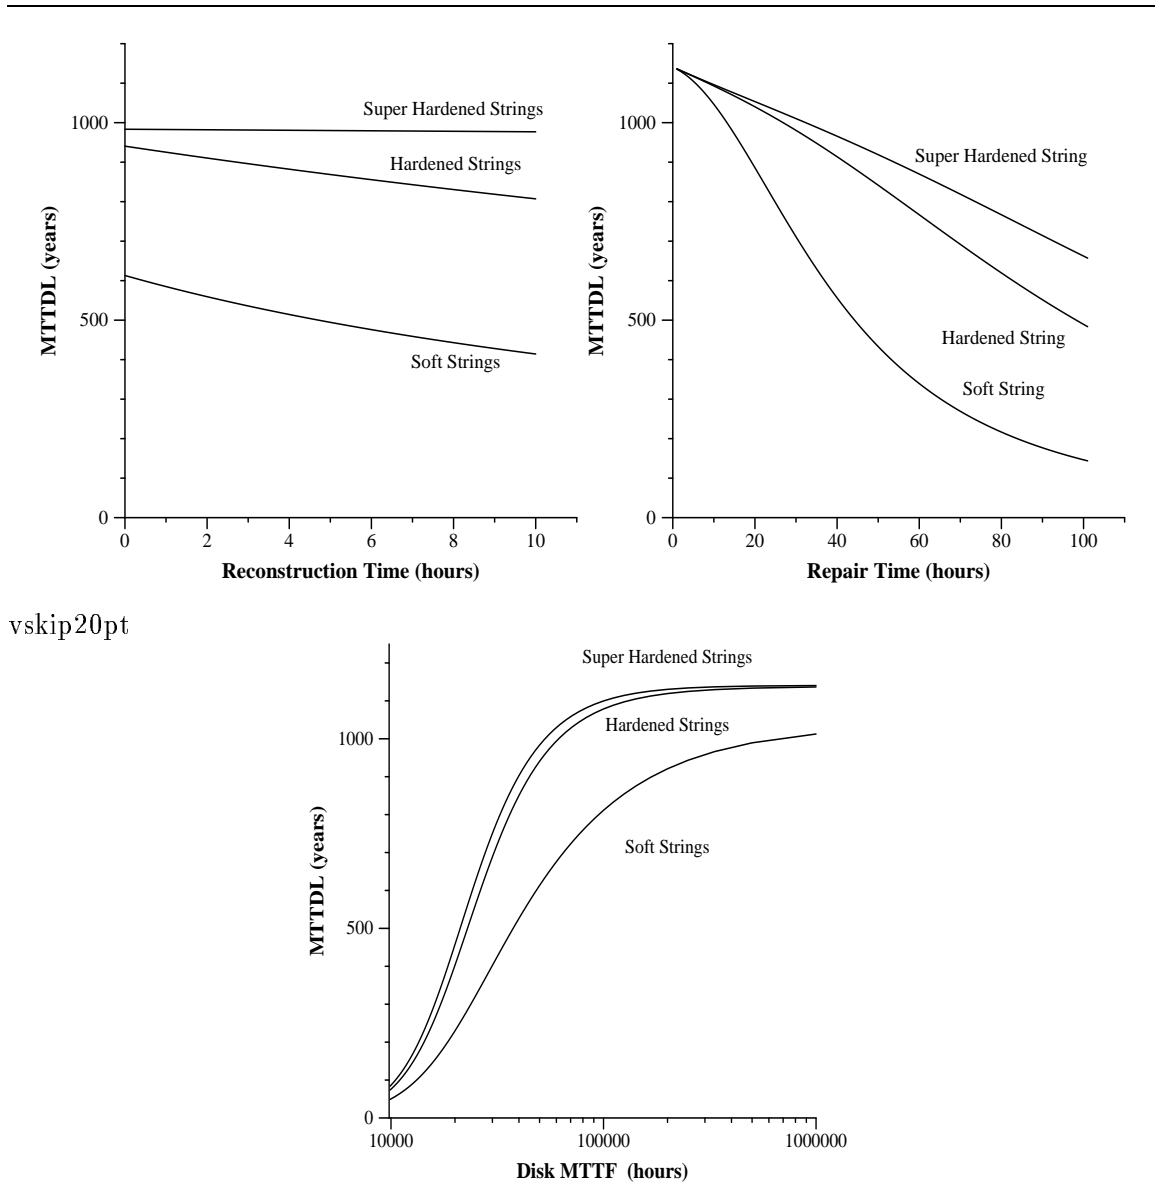 1000
500
0
MTTDL (years)
Super Hardened Strings
Hardened Strings
Soft Strings
0 2 4 6 8 10
Reconstruction Time (hours)
1000
500
0
MTTDL (years)
Super Hardened String
Hardened String
Soft String
0 20 40 60 80 100
Repair Time (hours)
vskip20pt
1000
500
0
MTTDL (years)
Super Hardened Strings
Hardened Strings
Soft Strings
10000 100000 1000000
Disk MTTF (hours)